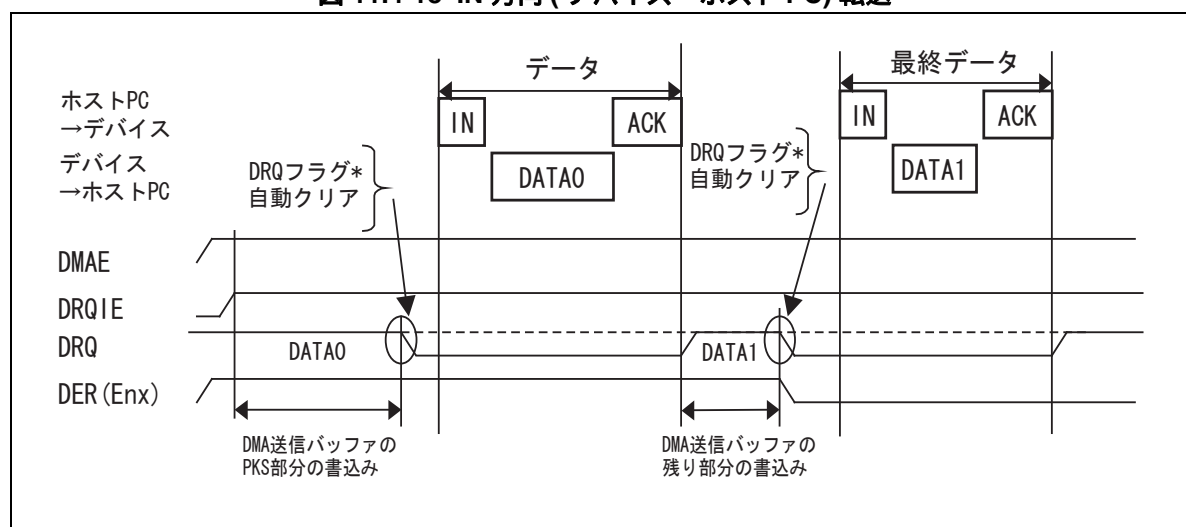 データ
最終データ
ホストPC
→デバイス
IN
ACK
IN
ACK
デバイス
→ホストPC
DRQフラグ*
自動クリア
DATA0
DRQフラグ*
自動クリア
DATA1
DMAE
DRQIE
DRQ
DATA0
DATA1
DER(Enx)
DMA送信バッファの
PKS部分の書込み
DMA送信バッファの
残り部分の書込み